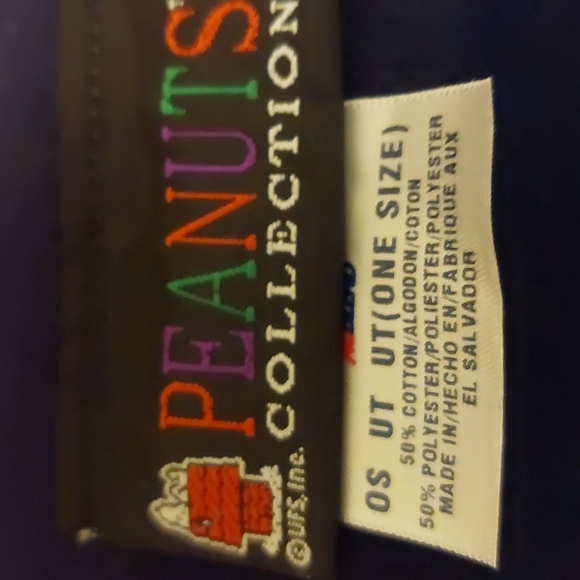 PEANUTS
COLLECTION
©UFS, Inc.
OS UT UT(ONE SIZE)
50% COTTON/ALGODON/COTON
50% POLYESTER/POLIESTER/POLYESTER
MADE IN/HECHO EN/FABRIQUE AUX
EL SALVADOR